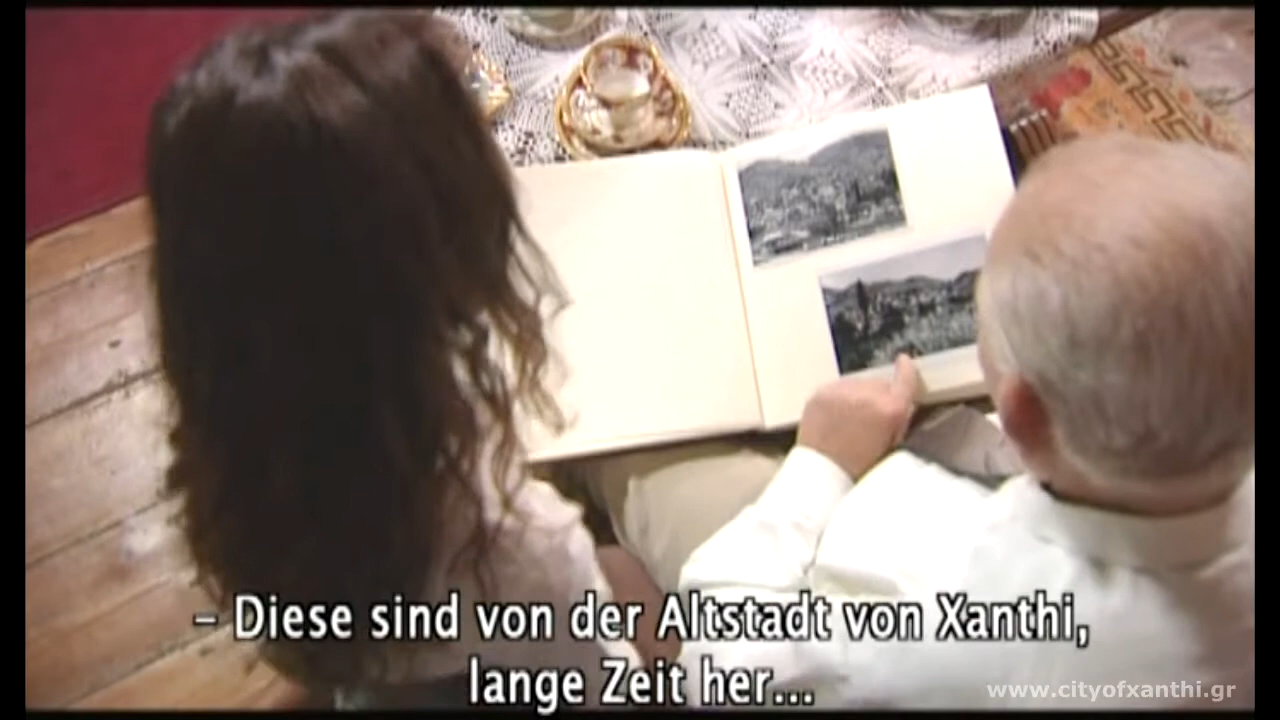 – Diese sind von der Altstadt von Xanthi,
lange Zeit her...
www.cityofxanthi.gr